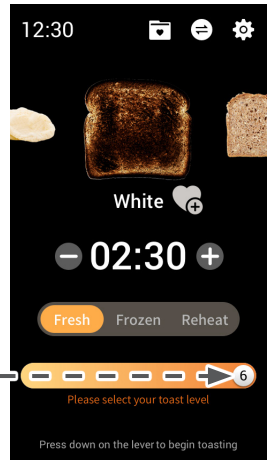 12:30
White
02:30
Fresh Frozen Reheat
6
Please select your toast level
Press down on the lever to begin toasting